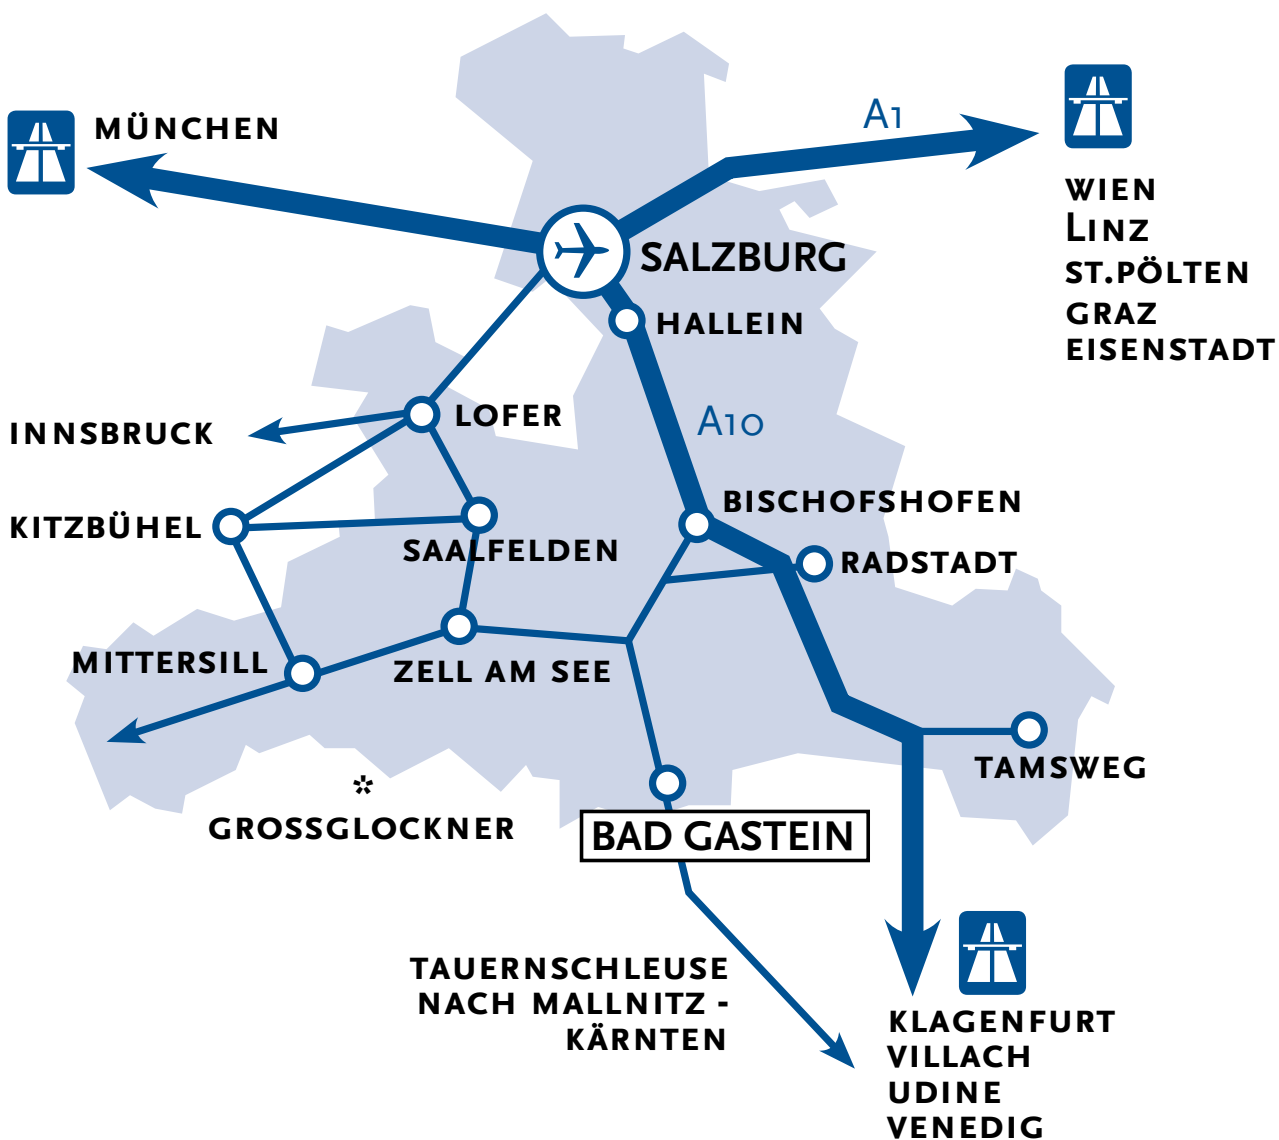 MÜNCHEN
A1
WIEN
LINZ
ST.PÖLTEN
GRAZ
EISENSTADT
SALZBURG
HALLEIN
INNSBRUCK
LOFER
A10
KITZBÜHEL
SAALFELDEN
BISCHOFSHOFEN
RADSTADT
MITTERSILL
ZELL AM SEE
TAMSWEG
*
GROSSGLOCKNER
BAD GASTEIN
TAUERNSCHLEUSE
NACH MALLNITZ -
KÄRNTEN
KLAGENFURT
VILLACH
UDINE
VENEDIG